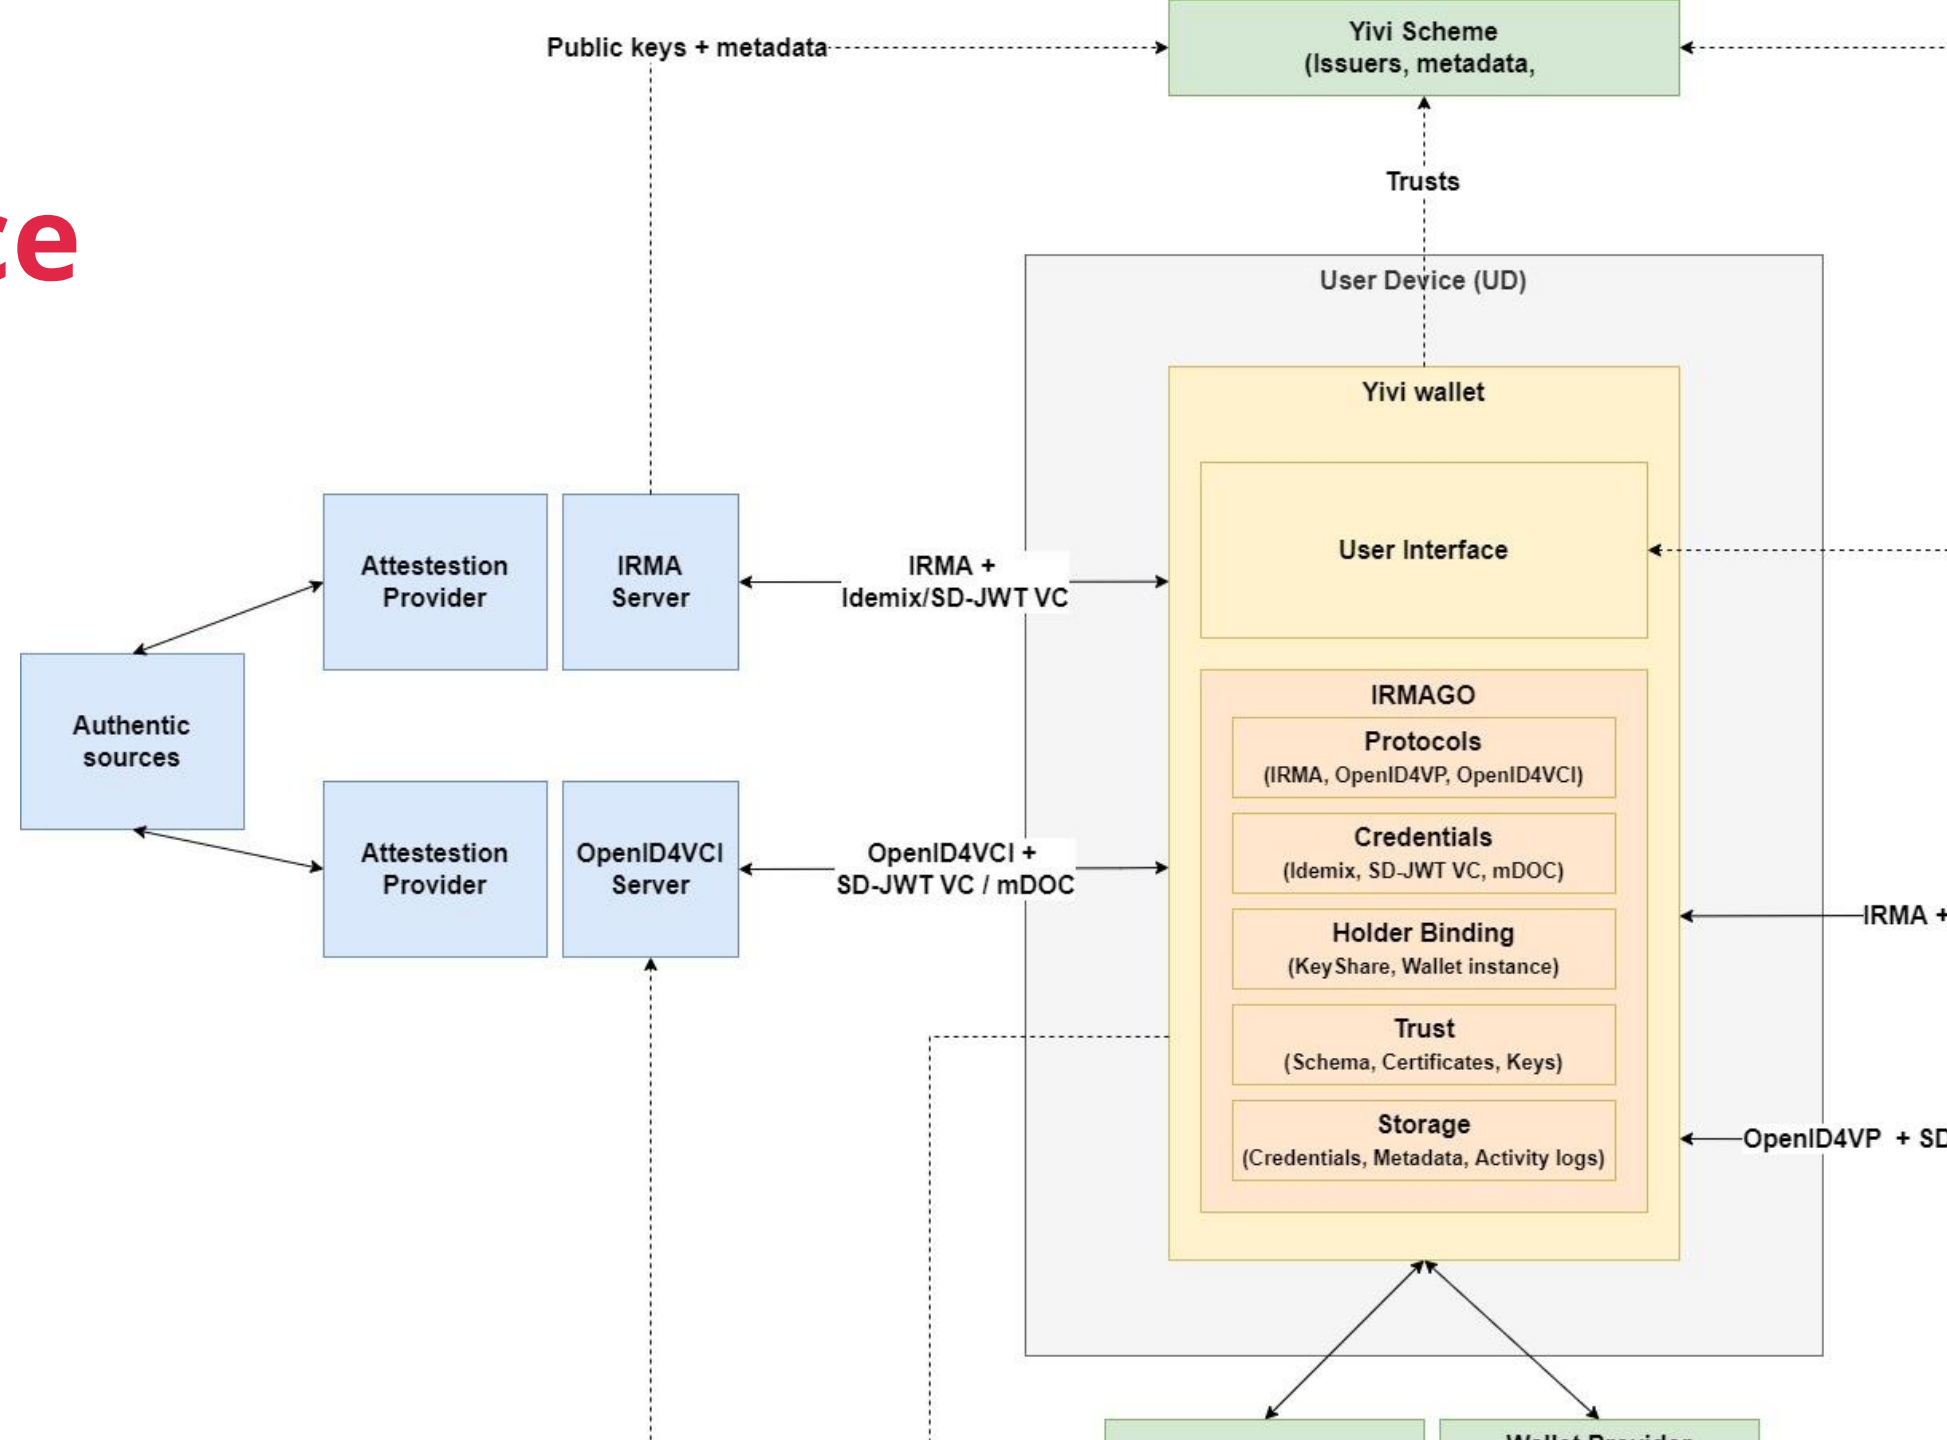 Public keys + metadata
Yivi Scheme
(Issuers, metadata,
Trusts
ce
User Device (UD)
Yivi wallet
User Interface
Attestestion
Provider
IRMA
Server
IRMA +
Idemix/SD-JWT VC
Authentic
sources
IRMAGO
Protocols
(IRMA, OpenID4VP, OpenID4VCI)
Credentials
(Idemix, SD-JWT VC, mDOC)
Attestestion
Provider
OpenID4VCI
Server
OpenID4VCI +
SD-JWT VC / mDOC
Holder Binding
(KeyShare, Wallet instance)
IRMA +
Trust
(Schema, Certificates, Keys)
Storage
(Credentials, Metadata, Activity logs)
OpenID4VP + SD
Wallet Provider